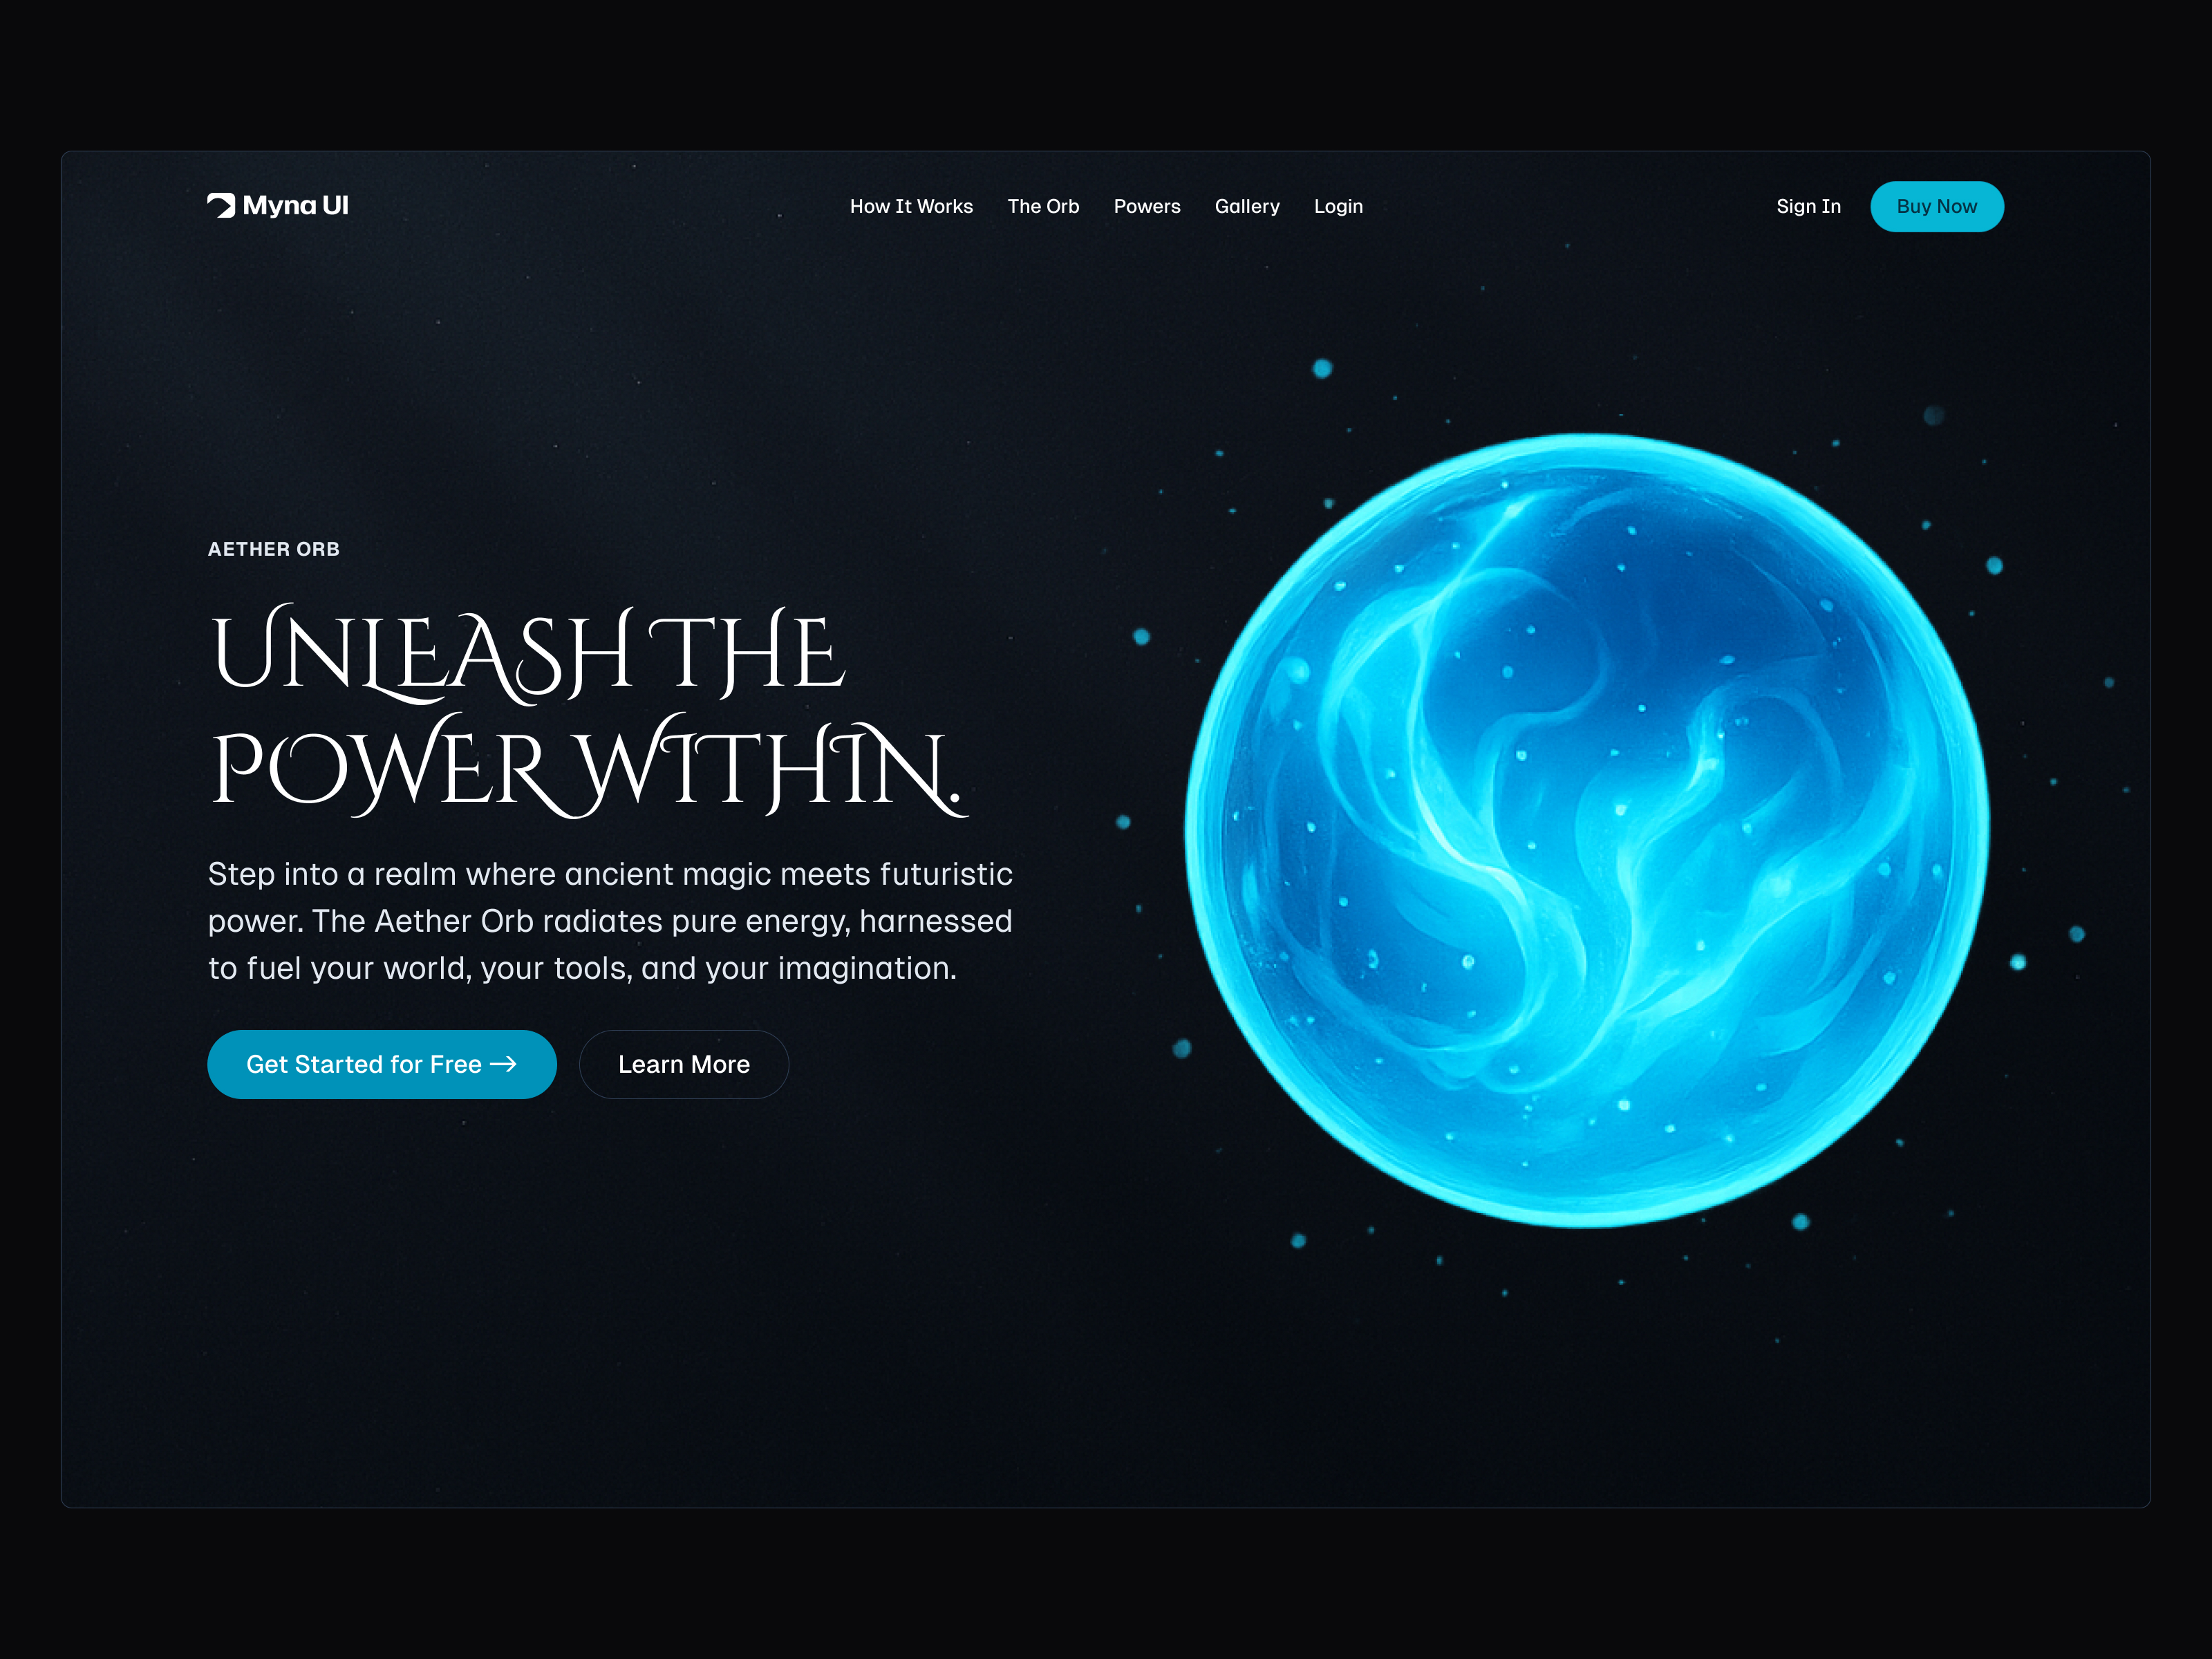 Myna UI
How It Works
The Orb
Powers
Gallery
Login
Sign In
Buy Now
AETHER ORB
UNLEASH THE
POWER WITHIN.
Step into a realm where ancient magic meets futuristic
power. The Aether Orb radiates pure energy, harnessed
to fuel your world, your tools, and your imagination.
Get Started for Free →
Learn More